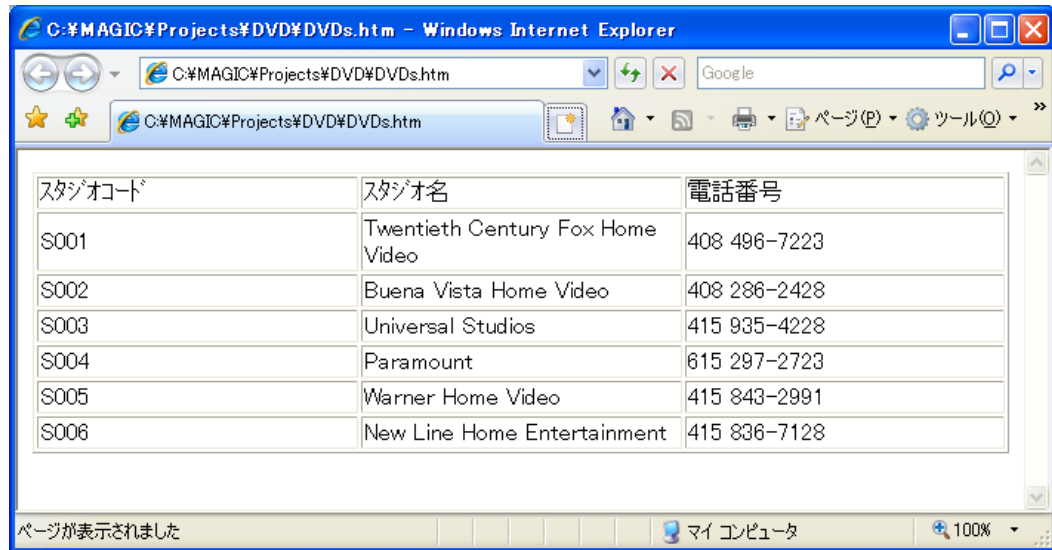 C:¥MAGIC¥Projects¥DVD¥DVDs.htm - Windows Internet Explorer
C:¥MAGIC¥Projects¥DVD¥DVDs.htm
Google
C:¥MAGIC¥Projects¥DVD¥DVDs.htm
ページ(P)
ツール(O)
»
スタジオコード スタジオ名 電話番号
S001 Twentieth Century Fox Home
Video 408 496-7223
S002 Buena Vista Home Video 408 286-2428
S003 Universal Studios 415 935-4228
S004 Paramount 615 297-2723
S005 Warner Home Video 415 843-2991
S006 New Line Home Entertainment 415 836-7128
ページが表示されました マイ コンピュータ 100%